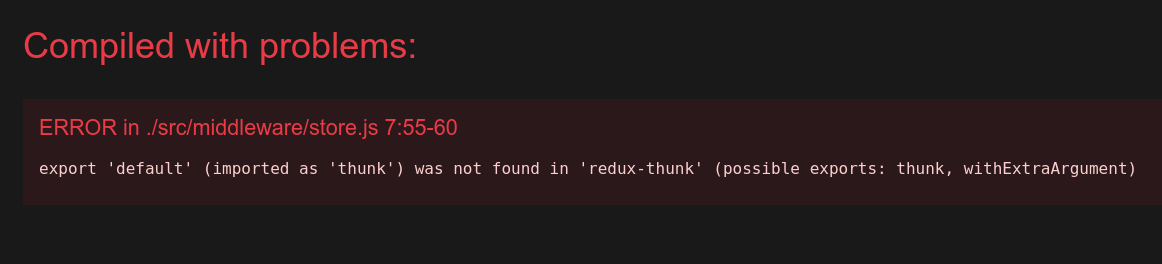 Compiled with problems:
ERROR in ./src/middleware/store.js 7:55-60
export 'default' (imported as 'thunk') was not found in 'redux-thunk' (possible exports: thunk, withExtraArgument)